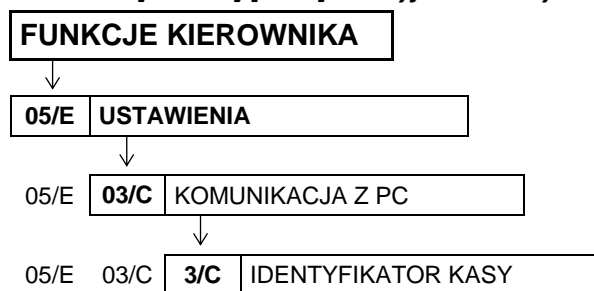 FUNKCJE KIEROWNIKA
05/E USTAWIENIA
05/E 03/C KOMUNIKACJA Z PC
05/E 03/C 3/C IDENTYFIKATOR KASY